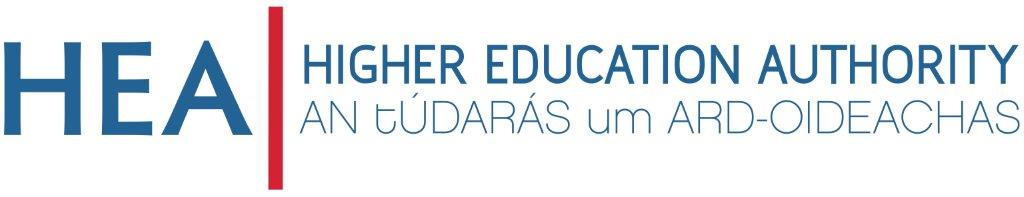 HEA
HIGHER EDUCATION AUTHORITY
AN tÚDARÁS um ARD-OIDEACHAS